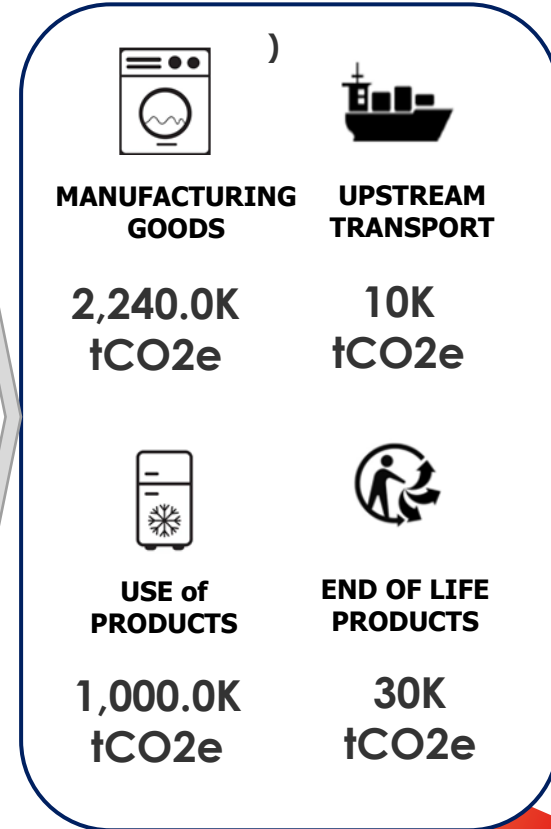 )
MANUFACTURING
GOODS
2,240.0K
tCO2e
UPSTREAM
TRANSPORT
10K
tCO2e
USE of
PRODUCTS
1,000.0K
tCO2e
END OF LIFE
PRODUCTS
30K
tCO2e